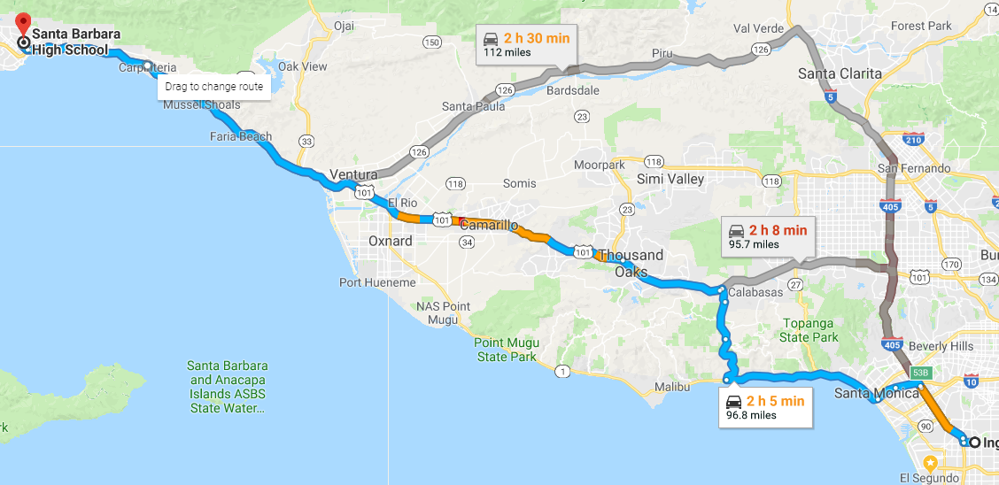 Ojai
14
Santa Barbara
High School
150
2 h 30 min
112 miles
Val Verde
Forest Park
126
Piru
Oak View
Carpinteria
Drag to change route
126
Bardsdale
Santa Clarita
5
Mussel Shoals
Santa Paula
23
Faria Beach
33
126
210
Moorpark
118
San Fernando
Ventura
118
Somis
Simi Valley
118
101
El Rio
405
5
23
101
Camarillo
2 h 8 min
95.7 miles
Oxnard
34
101
Thousand
Oaks
170
Bu
Port Hueneme
Calabasas
27
101
134
NAS Point
Mugu
Topanga
State Park
Point Mugu
State Park
405
Beverly Hills
Santa Barbara
and Anacapa
Islands ASBS
State Water...
1
53B
10
Malibu
Santa Monica
2 h 5 min
96.8 miles
90
rk
Ing
El Segundo